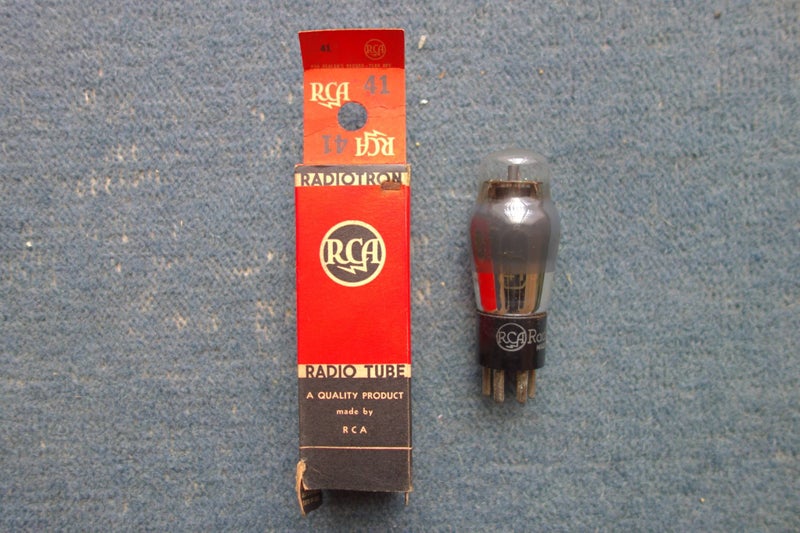 41 RCA
RCA 41
41 RCA
RADIOTRON
RCA
RADIO TUBE
A QUALITY PRODUCT
made by
RCA
RCA